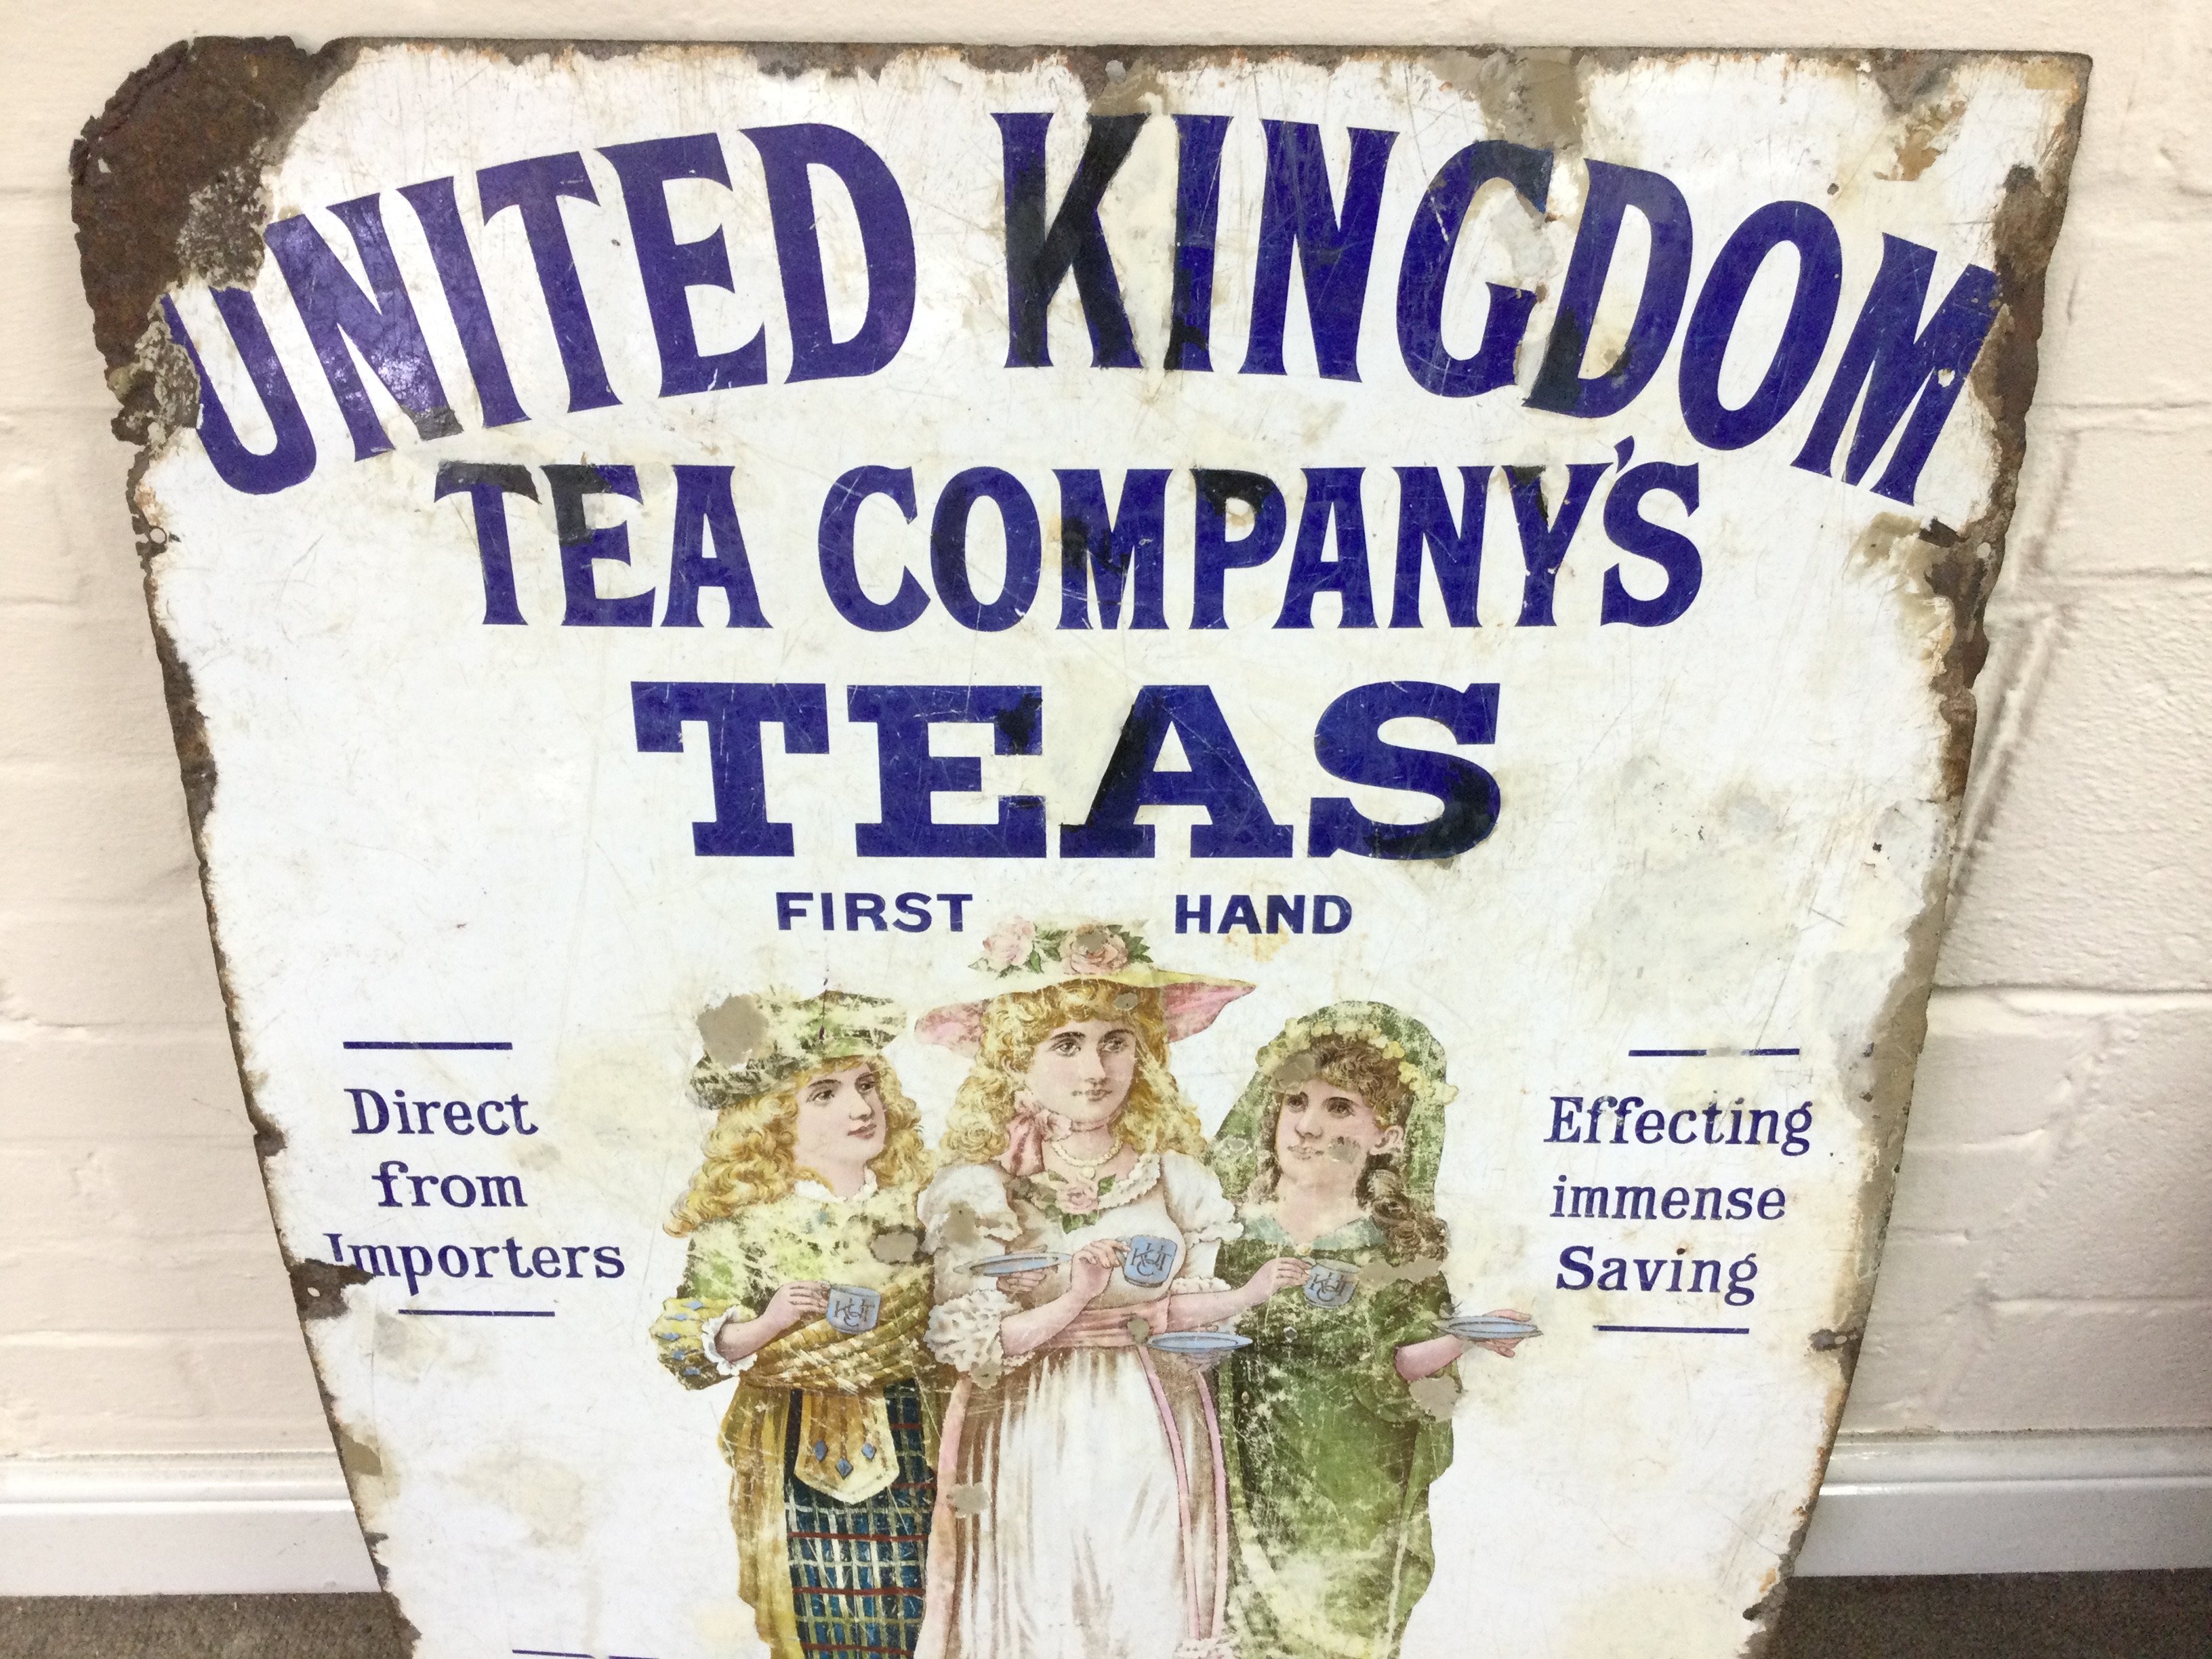 UNITED KINGDOM
TEA COMPANY'S
TEAS
FIRST HAND
Direct
from
Importers
Effecting
immense
Saving